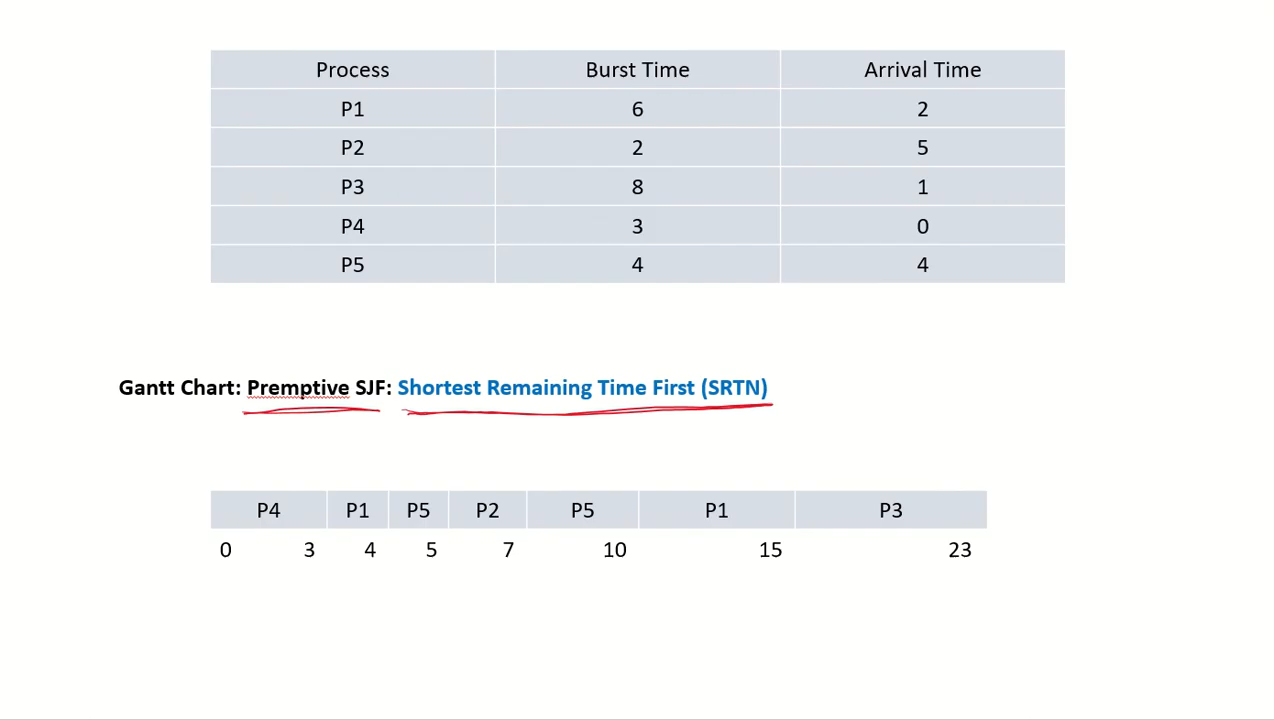 Process Burst Time Arrival Time
P1 6 2
P2 2 5
P3 8 1
P4 3 0
P5 4 4
Gantt Chart: Premptive SJF: Shortest Remaining Time First (SRTN)
P4 P1 P5 P2 P5 P1 P3
0 3 4 5 7 10 15 23